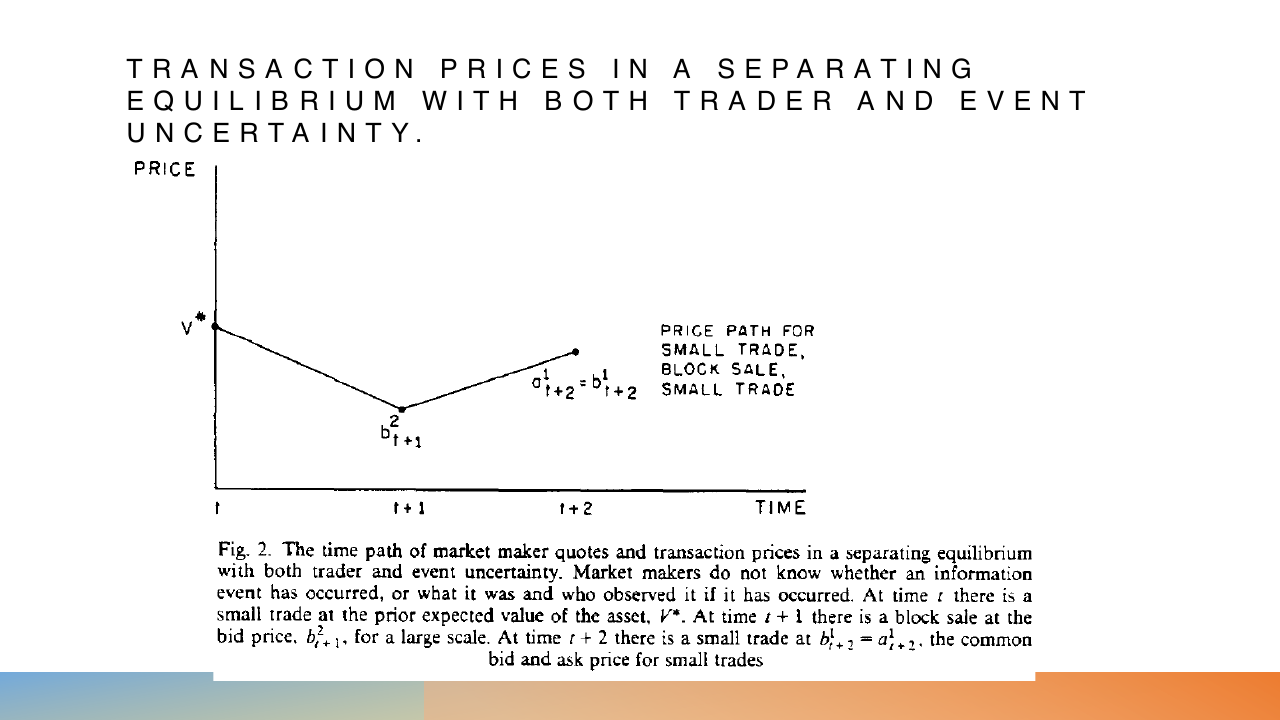 TRANSACTION PRICES IN A SEPARATING
EQUILIBRIUM WITH BOTH TRADER AND EVENT
UNCERTAINTY.
PRICE
V*
PRICE PATH FOR
SMALL TRADE,
BLOCK SALE,
SMALL TRADE
a¹ₜ₊₂ = b¹ₜ₊₂
b²ₜ₊₁
t
t+1
t+2
TIME
Fig. 2. The time path of market maker quotes and transaction prices in a separating equilibrium
with both trader and event uncertainty. Market makers do not know whether an information
event has occurred, or what it was and who observed it if it has occurred. At time t there is a
small trade at the prior expected value of the asset, V*. At time t + 1 there is a block sale at the
bid price, b²ₜ₊₁, for a large scale. At time t + 2 there is a small trade at b¹ₜ₊₂ = a¹ₜ₊₂, the common
bid and ask price for small trades